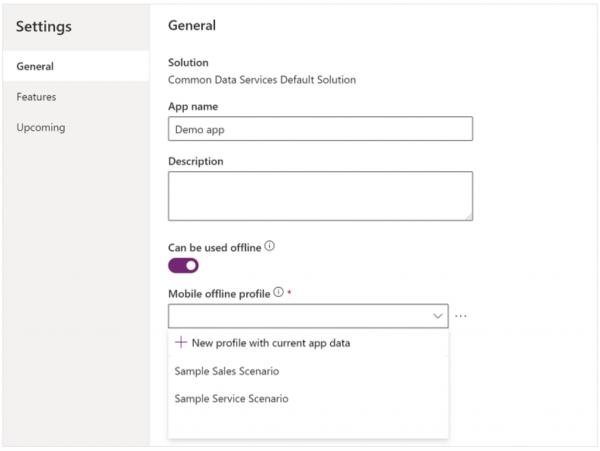 Settings
General
Features
Upcoming
General
Solution
Common Data Services Default Solution
App name
Demo app
Description
Can be used offline
Mobile offline profile *
New profile with current app data
Sample Sales Scenario
Sample Service Scenario